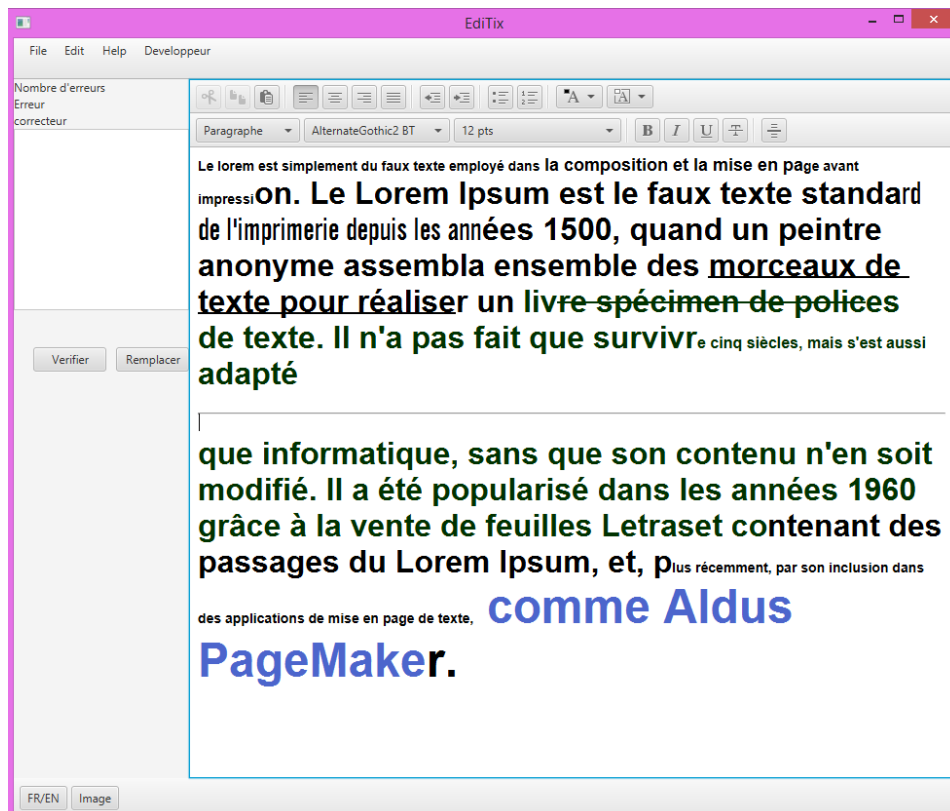 EdiTix
File Edit Help Developpeur
Nombre d'erreurs
Erreur
correcteur
Verifier Remplacer
Paragraphe AlternateGothic2 BT 12 pts B I U T
Le lorem est simplement du faux texte employé dans la composition et la mise en page avant
impression. Le Lorem Ipsum est le faux texte standard
de l'imprimerie depuis les années 1500, quand un peintre
anonyme assembla ensemble des morceaux de
texte pour réaliser un livre spécimen de polices
de texte. Il n'a pas fait que survivre cinq siècles, mais s'est aussi
adapté
que informatique, sans que son contenu n'en soit
modifié. Il a été popularisé dans les années 1960
grâce à la vente de feuilles Letraset contenant des
passages du Lorem Ipsum, et, plus récemment, par son inclusion dans
des applications de mise en page de texte, comme Aldus
PageMaker.
FR/EN Image